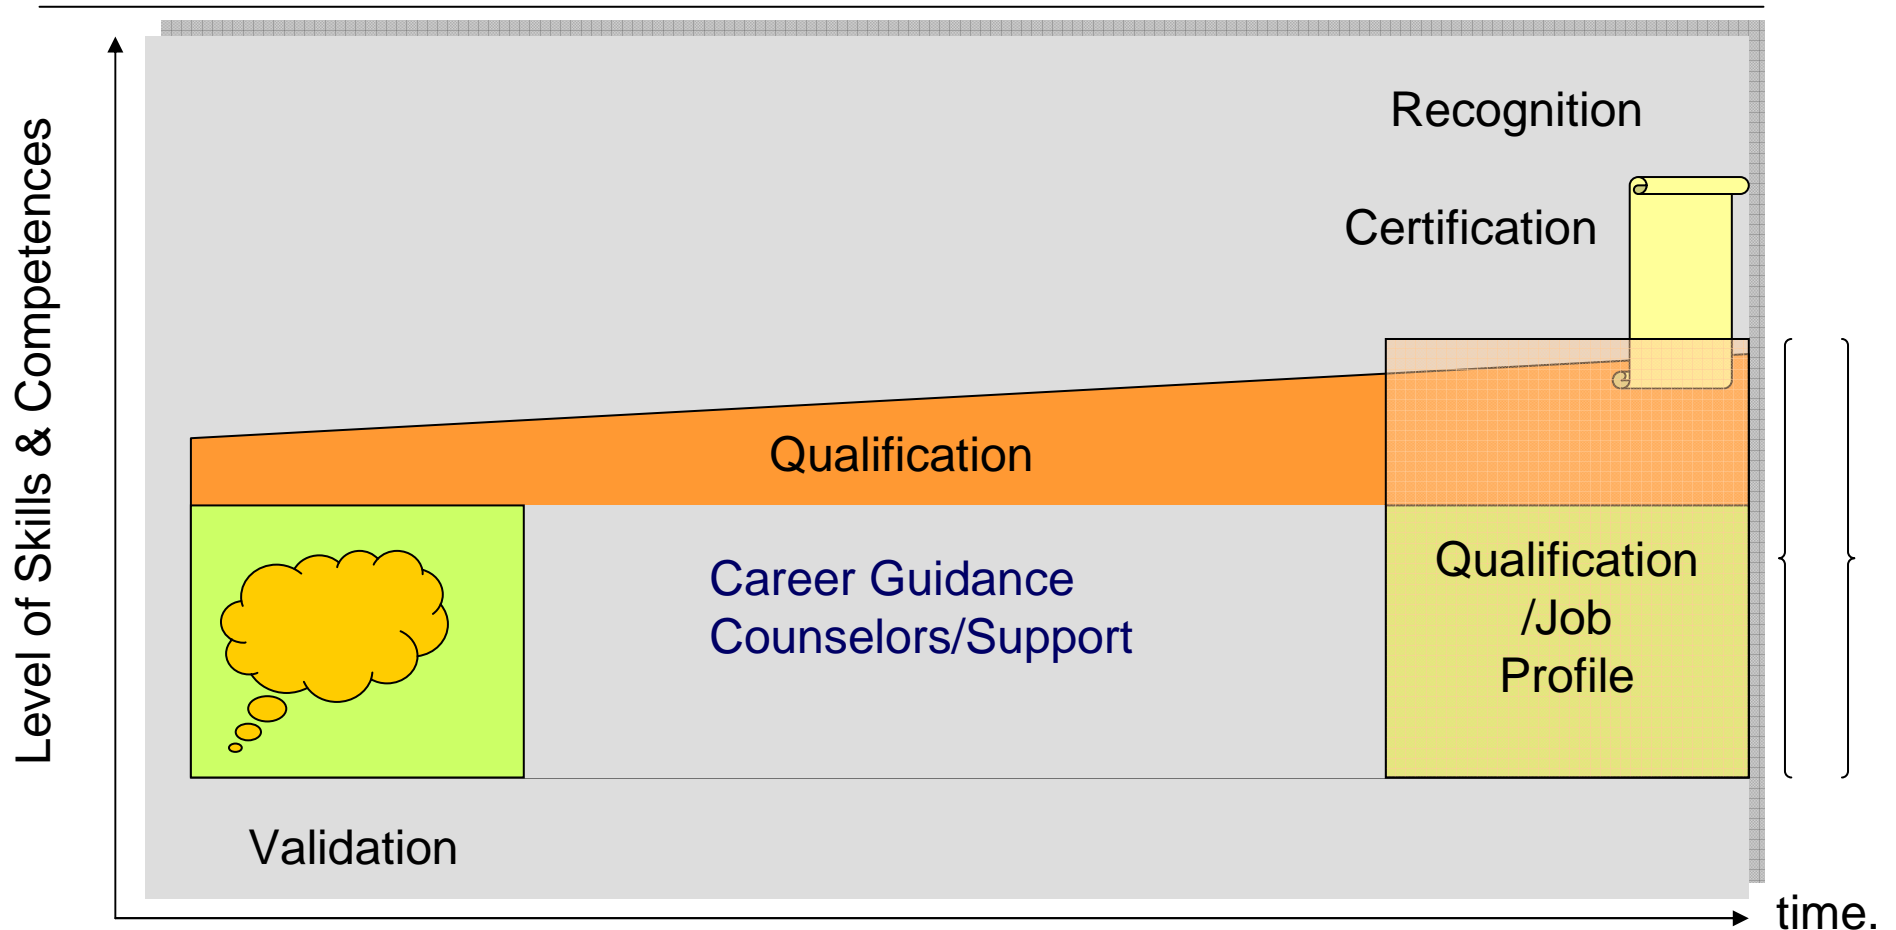 Level of Skills & Competences
Recognition
Certification
Qualification
Career Guidance
Counselors/Support
Qualification
/Job
Profile
Validation
time.